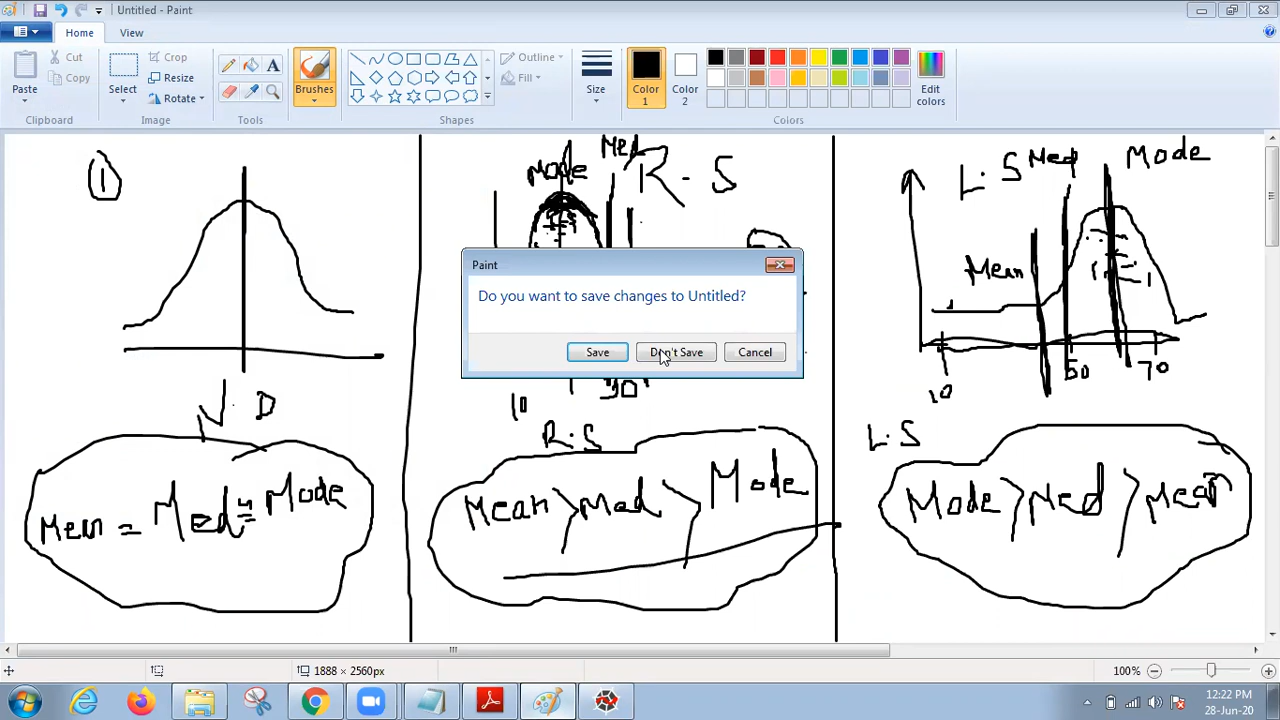 Untitled - Paint
Home
View
Paste
Cut
Copy
Clipboard
Select
Crop
Resize
Rotate
Image
Tools
Brushes
Outline
Fill
Shapes
Size
Color 1
Color 2
Edit colors
Colors
1
N. D
Mean = Med = Mode
Mode
Med
R - S
10
90
R. S
Mean > Med > Mode
L. S
Med
Mode
Mean
10
50
70
L. S
Mode > Med > Mean
Paint
Do you want to save changes to Untitled?
Save
Don't Save
Cancel
1888 × 2560px
100%
12:22 PM
28-Jun-20